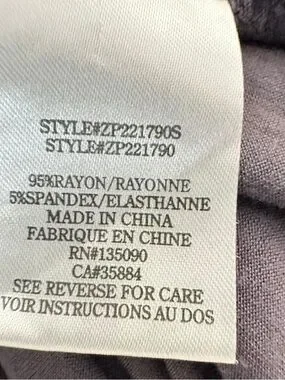 STYLE#ZP221790S
STYLE#ZP221790
95%RAYON/RAYONNE
5%SPANDEX/ELASTHANNE
MADE IN CHINA
FABRIQUE EN CHINE
RN#135090
CA#35884
SEE REVERSE FOR CARE
VOIR INSTRUCTIONS AU DOS